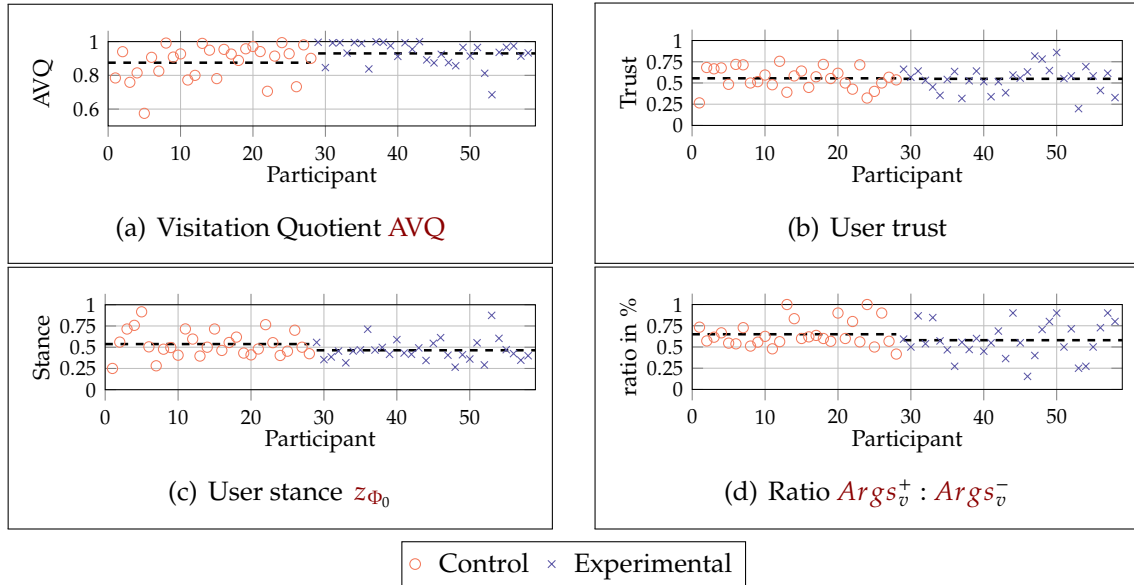 1
0.8
0.6
AVQ
0 10 20 30 40 50
Participant
(a) Visitation Quotient AVQ
1
0.75
0.5
0.25
0
Trust
0 10 20 30 40 50
Participant
(b) User trust
1
0.75
0.5
0.25
0
Stance
0 10 20 30 40 50
Participant
(c) User stance z_Φ₀
1
0.75
0.5
0.25
0
ratio in %
0 10 20 30 40 50
Participant
(d) Ratio Args_v^+ : Args_v^-
Control Experimental